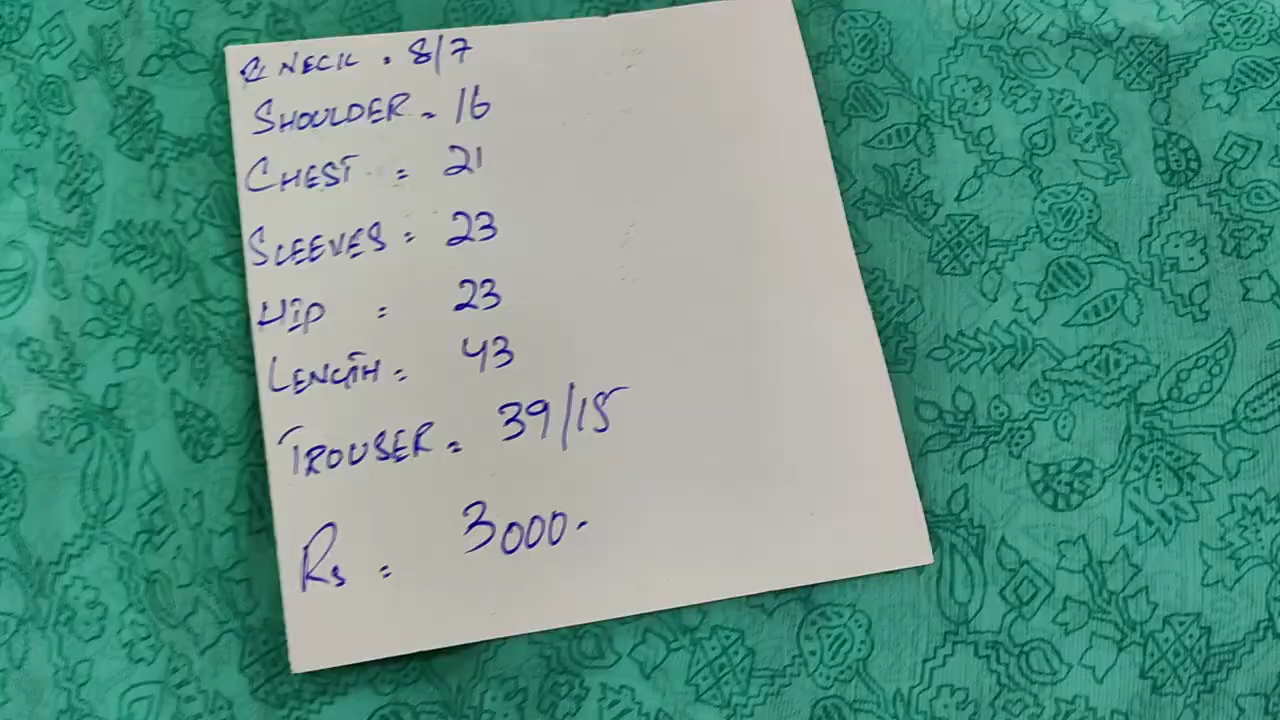 NECK = 8/7
SHOULDER = 16
CHEST = 21
SLEEVES = 23
HIP = 23
LENGTH = 43
TROUSER = 39/15
Rs = 3000.